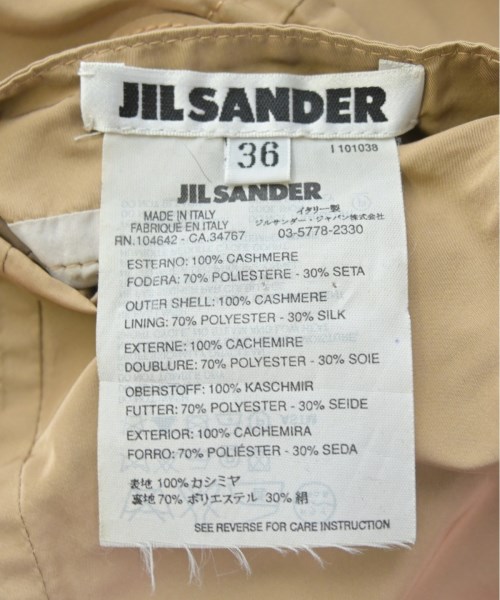 JIL SANDER
36
I 101038
JIL SANDER
MADE IN ITALY
FABRIQUÉ EN ITALY
RN.104642 - CA.34767
イタリー製
ジルサンダー・ジャパン株式会社
03-5778-2330
ESTERNO: 100% CASHMERE
FODERA: 70% POLIESTERE - 30% SETA
OUTER SHELL: 100% CASHMERE
LINING: 70% POLYESTER - 30% SILK
EXTERNE: 100% CACHEMIRE
DOUBLURE: 70% POLYESTER - 30% SOIE
OBERSTOFF: 100% KASCHMIR
FUTTER: 70% POLYESTER - 30% SEIDE
EXTERIOR: 100% CACHEMIRA
FORRO: 70% POLIÉSTER - 30% SEDA
表地 100% カシミヤ
裏地 70% ポリエステル 30% 絹
SEE REVERSE FOR CARE INSTRUCTION